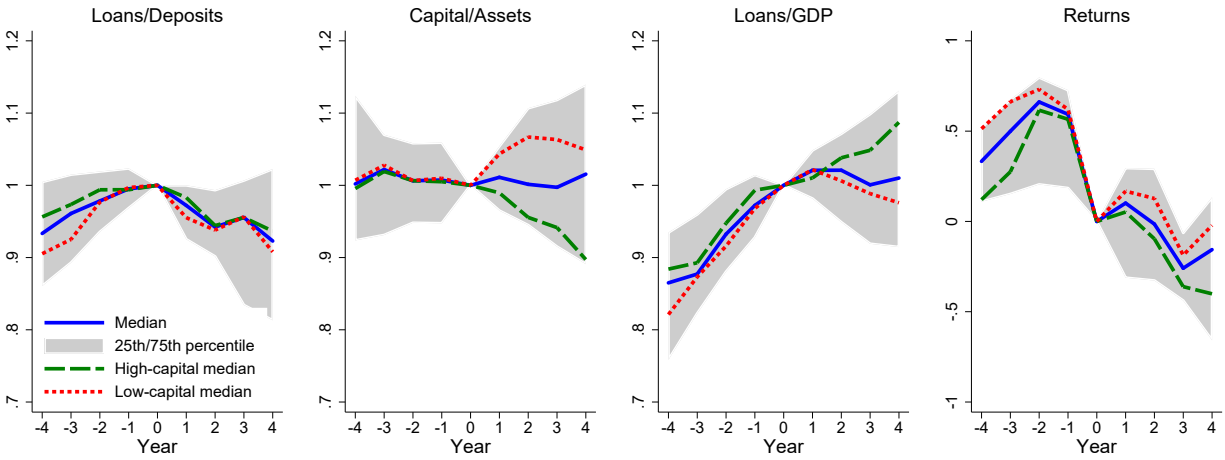 Loans/Deposits
1.2
1.1
1
.9
.8
.7
Median
25th/75th percentile
High-capital median
Low-capital median
-4 -3 -2 -1 0 1 2 3 4
Year
Capital/Assets
1.2
1.1
1
.9
.8
.7
-4 -3 -2 -1 0 1 2 3 4
Year
Loans/GDP
1.2
1.1
1
.9
.8
.7
-4 -3 -2 -1 0 1 2 3 4
Year
Returns
1
.5
0
-.5
-1
-4 -3 -2 -1 0 1 2 3 4
Year